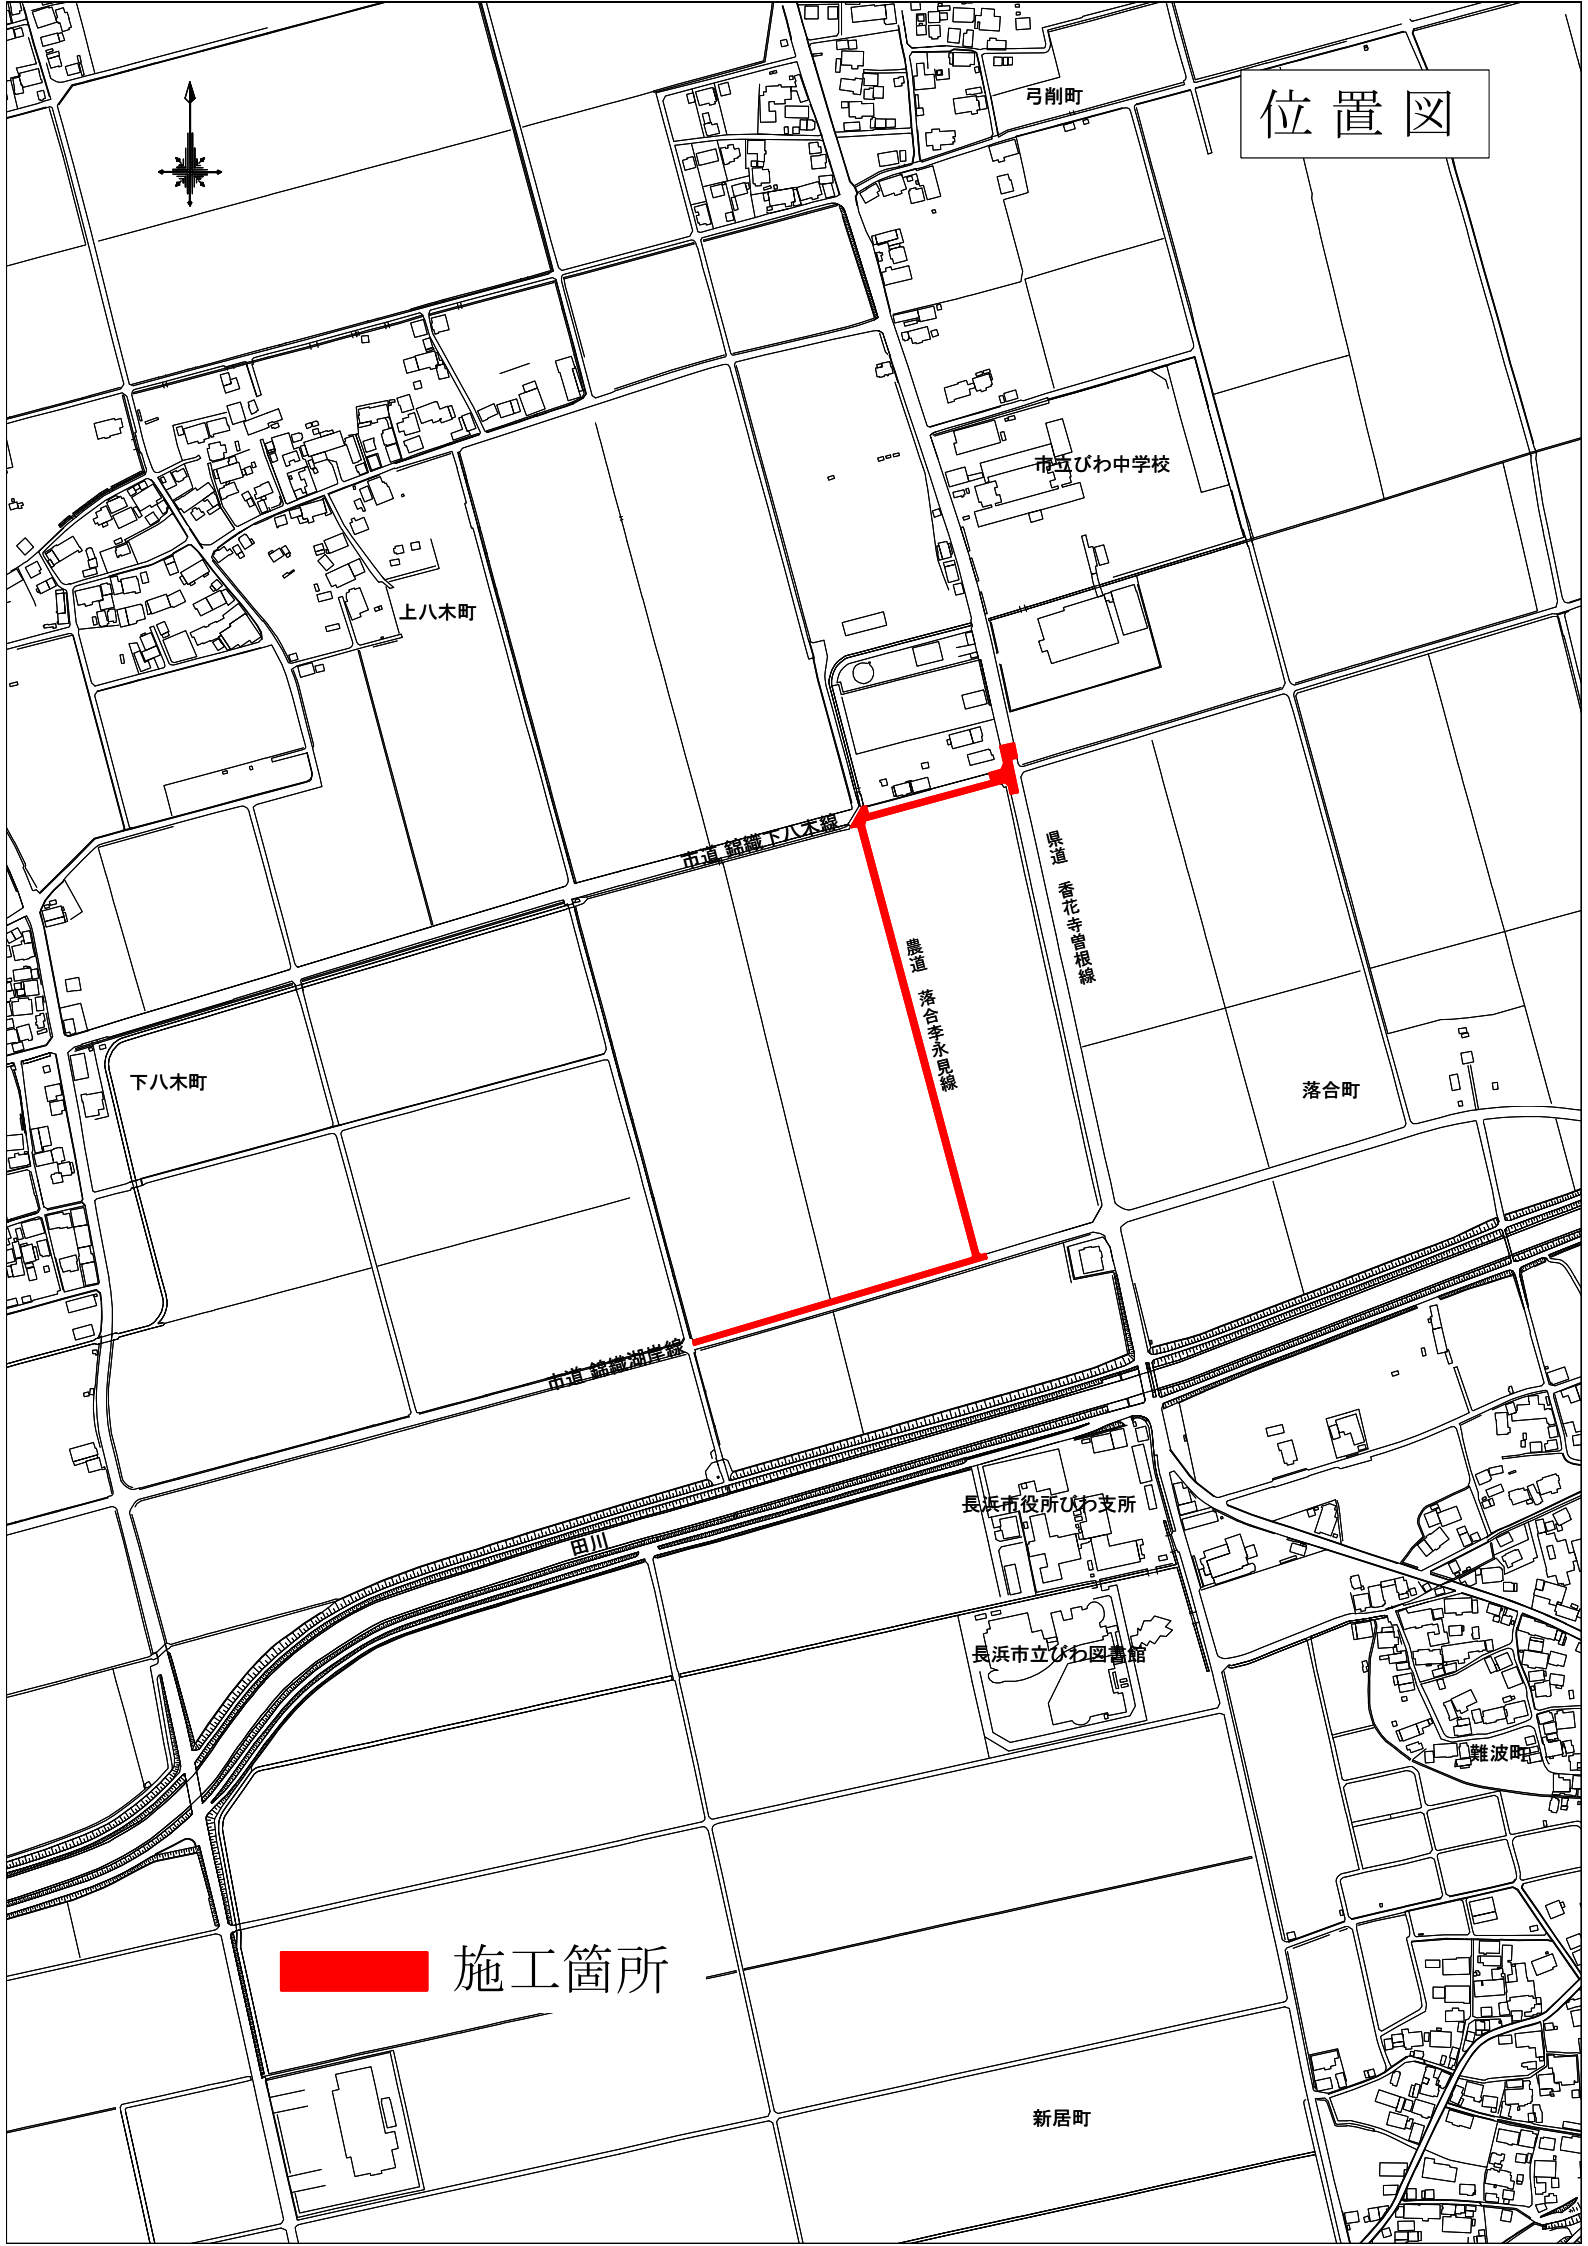 位置図
弓削町
市立びわ中学校
上八木町
市道 錦織下八木線
県道 香花寺曽根線
農道 落合李永見線
下八木町
落合町
市道 錦織湖岸線
長浜市役所びわ支所
田川
長浜市立びわ図書館
難波町
施工箇所
新居町